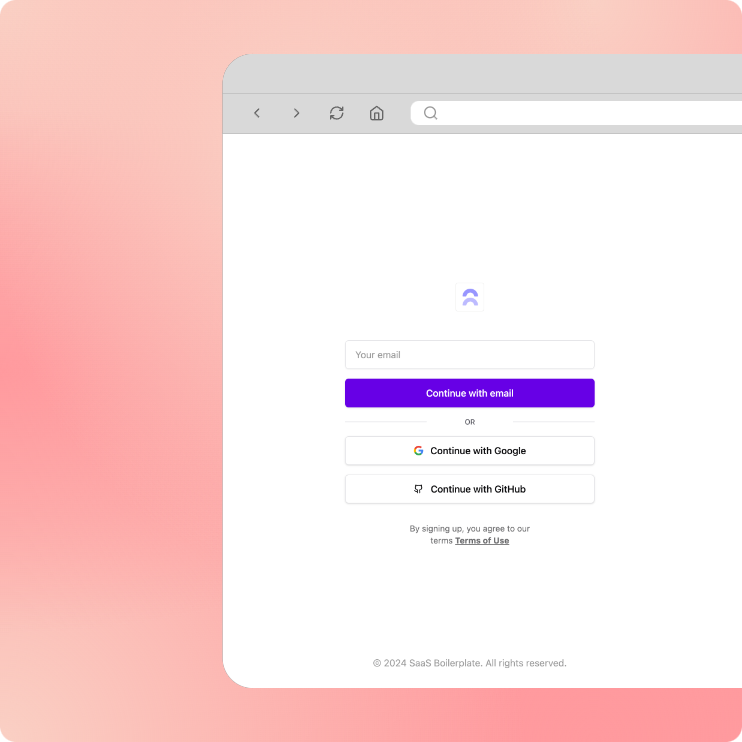 Your email
Continue with email
OR
Continue with Google
Continue with GitHub
By signing up, you agree to our
terms Terms of Use
© 2024 SaaS Boilerplate. All rights reserved.